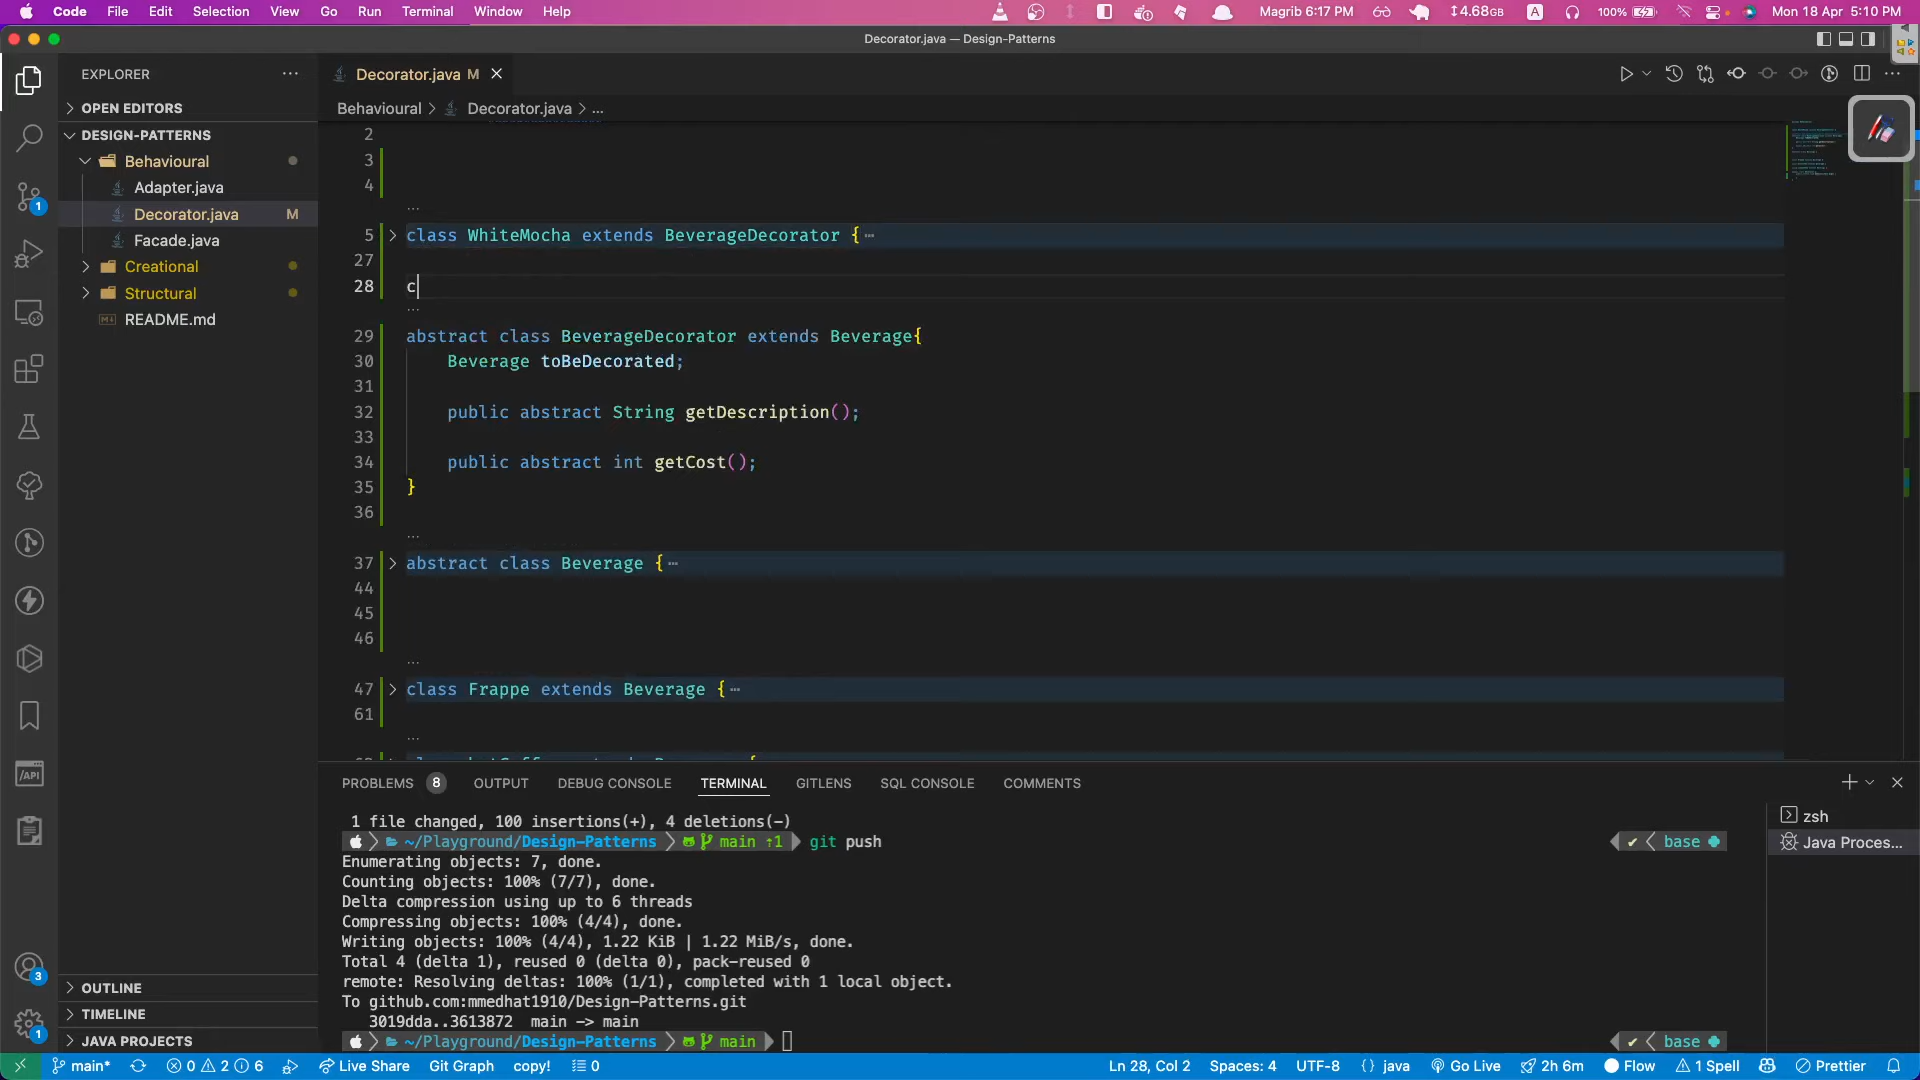 Code File Edit Selection View Go Run Terminal Window Help Magrib 6:17 PM 4.68GB A 100% Mon 18 Apr 5:10 PM
Decorator.java — Design-Patterns
EXPLORER ...
Decorator.java M
OPEN EDITORS
Behavioural > Decorator.java > ...
DESIGN-PATTERNS
Behavioural
Adapter.java
Decorator.java M
Facade.java
Creational
Structural
README.md
1
2
3
4
...
5 class WhiteMocha extends BeverageDecorator {
27
28 c
...
29 abstract class BeverageDecorator extends Beverage{
30 Beverage toBeDecorated;
31
32 public abstract String getDescription();
33
34 public abstract int getCost();
35 }
36
...
37 abstract class Beverage {
44
45
46
...
47 class Frappe extends Beverage {
61
...
/API
3
1
OUTLINE
TIMELINE
JAVA PROJECTS
PROBLEMS 8 OUTPUT DEBUG CONSOLE TERMINAL GITLENS SQL CONSOLE COMMENTS
1 file changed, 100 insertions(+), 4 deletions(-)
~/Playground/Design-Patterns main ↑1 git push ✔ base
Enumerating objects: 7, done.
Counting objects: 100% (7/7), done.
Delta compression using up to 6 threads
Compressing objects: 100% (4/4), done.
Writing objects: 100% (4/4), 1.22 KiB | 1.22 MiB/s, done.
Total 4 (delta 1), reused 0 (delta 0), pack-reused 0
remote: Resolving deltas: 100% (1/1), completed with 1 local object.
To github.com:mmedhat1910/Design-Patterns.git
3019dda..3613872 main -> main
~/Playground/Design-Patterns main ✔ base
zsh
Java Proces...
main* 0 2 6 Live Share Git Graph copy! 0 Ln 28, Col 2 Spaces: 4 UTF-8 {} java Go Live 2h 6m Flow 1 Spell Prettier